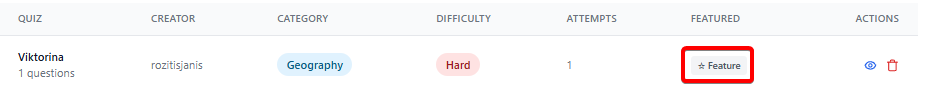 QUIZ CREATOR CATEGORY DIFFICULTY ATTEMPTS FEATURED ACTIONS
Viktorina
1 questions
rozitisjanis Geography Hard 1 ☆ Feature